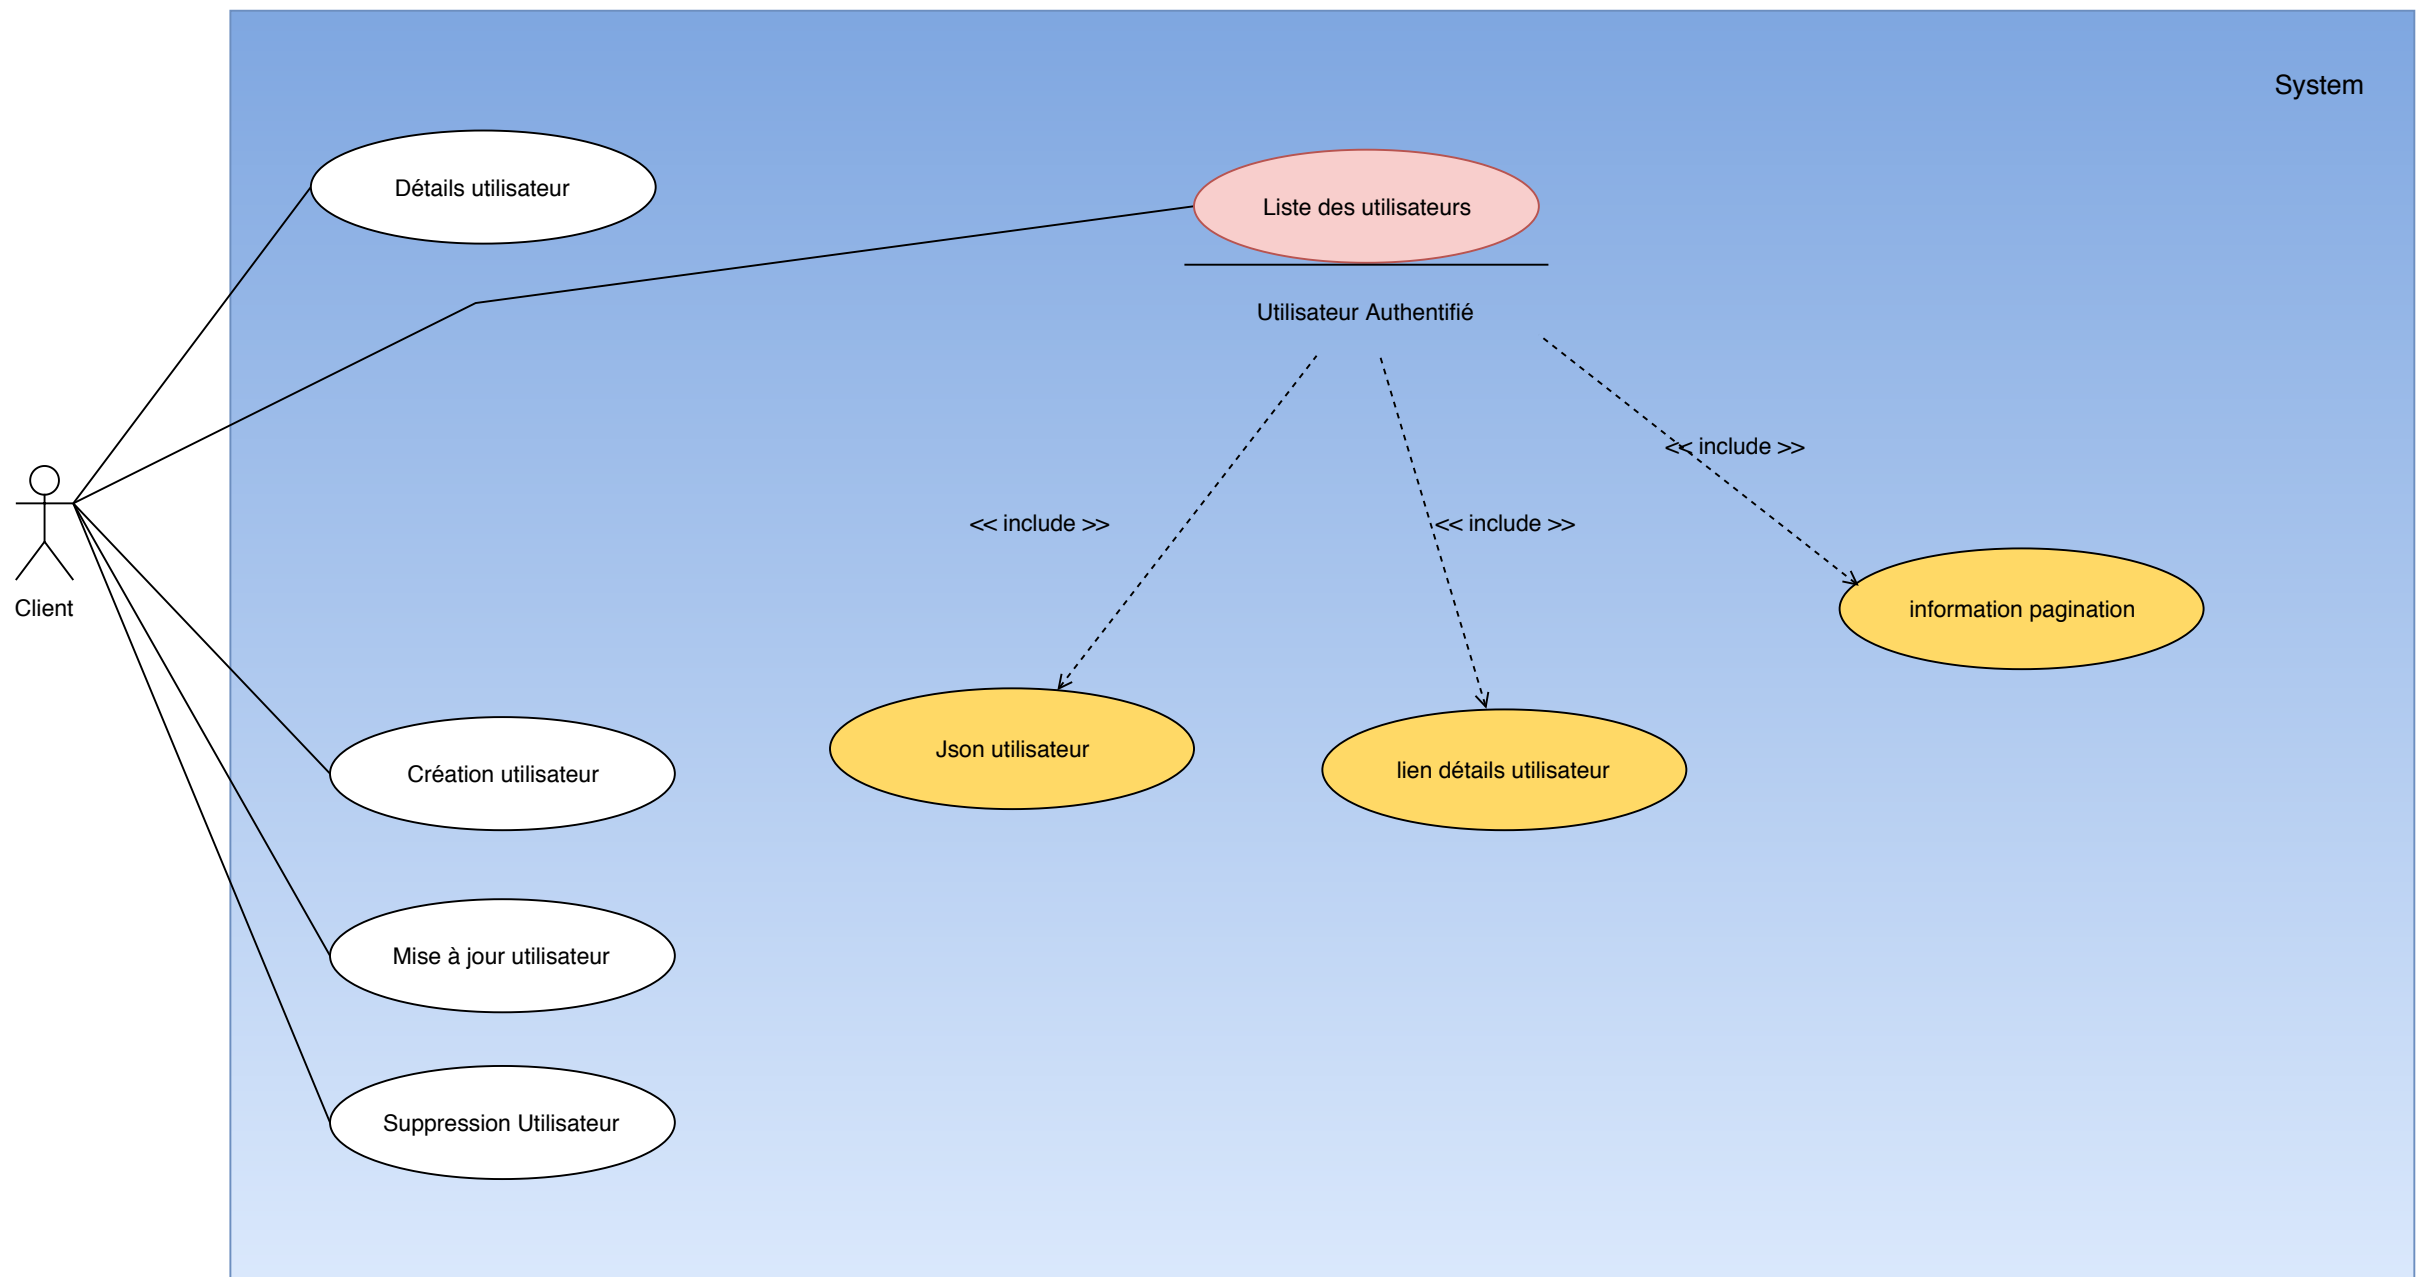 System
Détails utilisateur
Liste des utilisateurs
Utilisateur Authentifié
<< include >>
<< include >>
<< include >>
Client
information pagination
Json utilisateur
lien détails utilisateur
Création utilisateur
Mise à jour utilisateur
Suppression Utilisateur